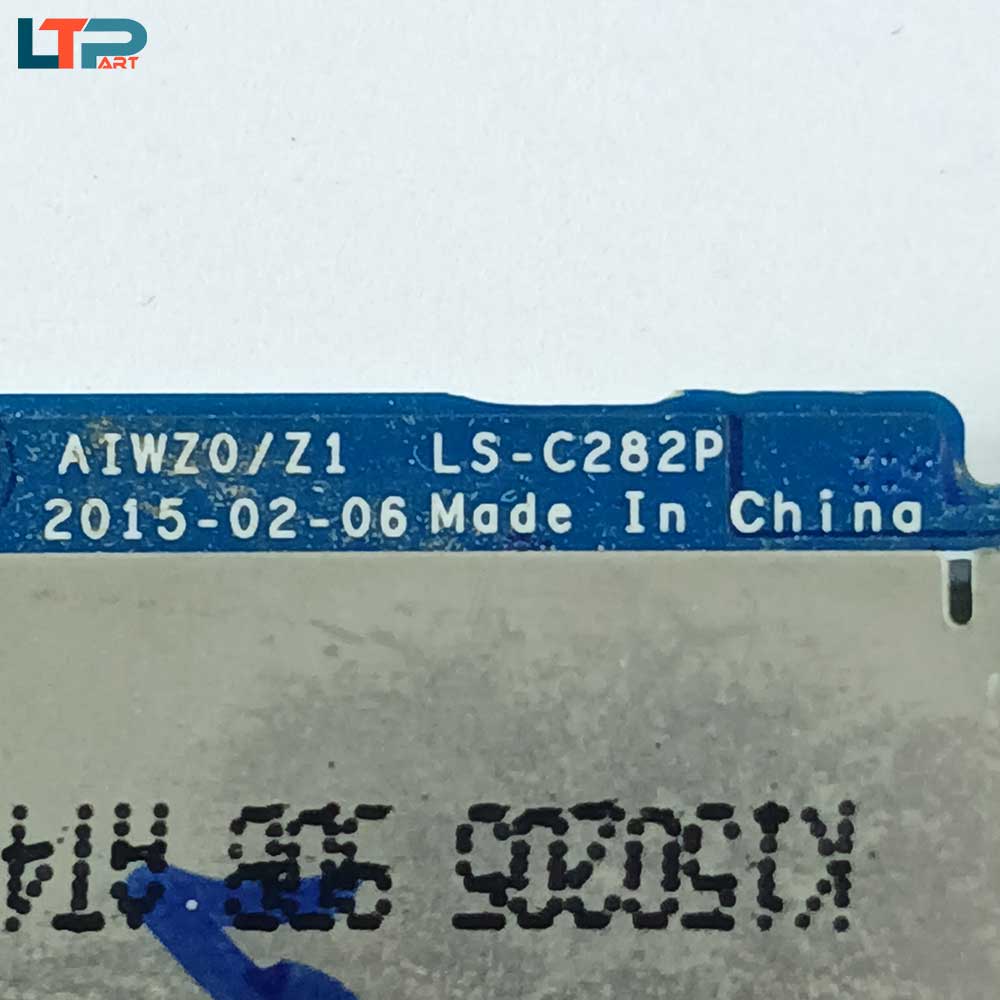 LTPART
AIWZ0/Z1 LS-C282P
2015-02-06 Made In China